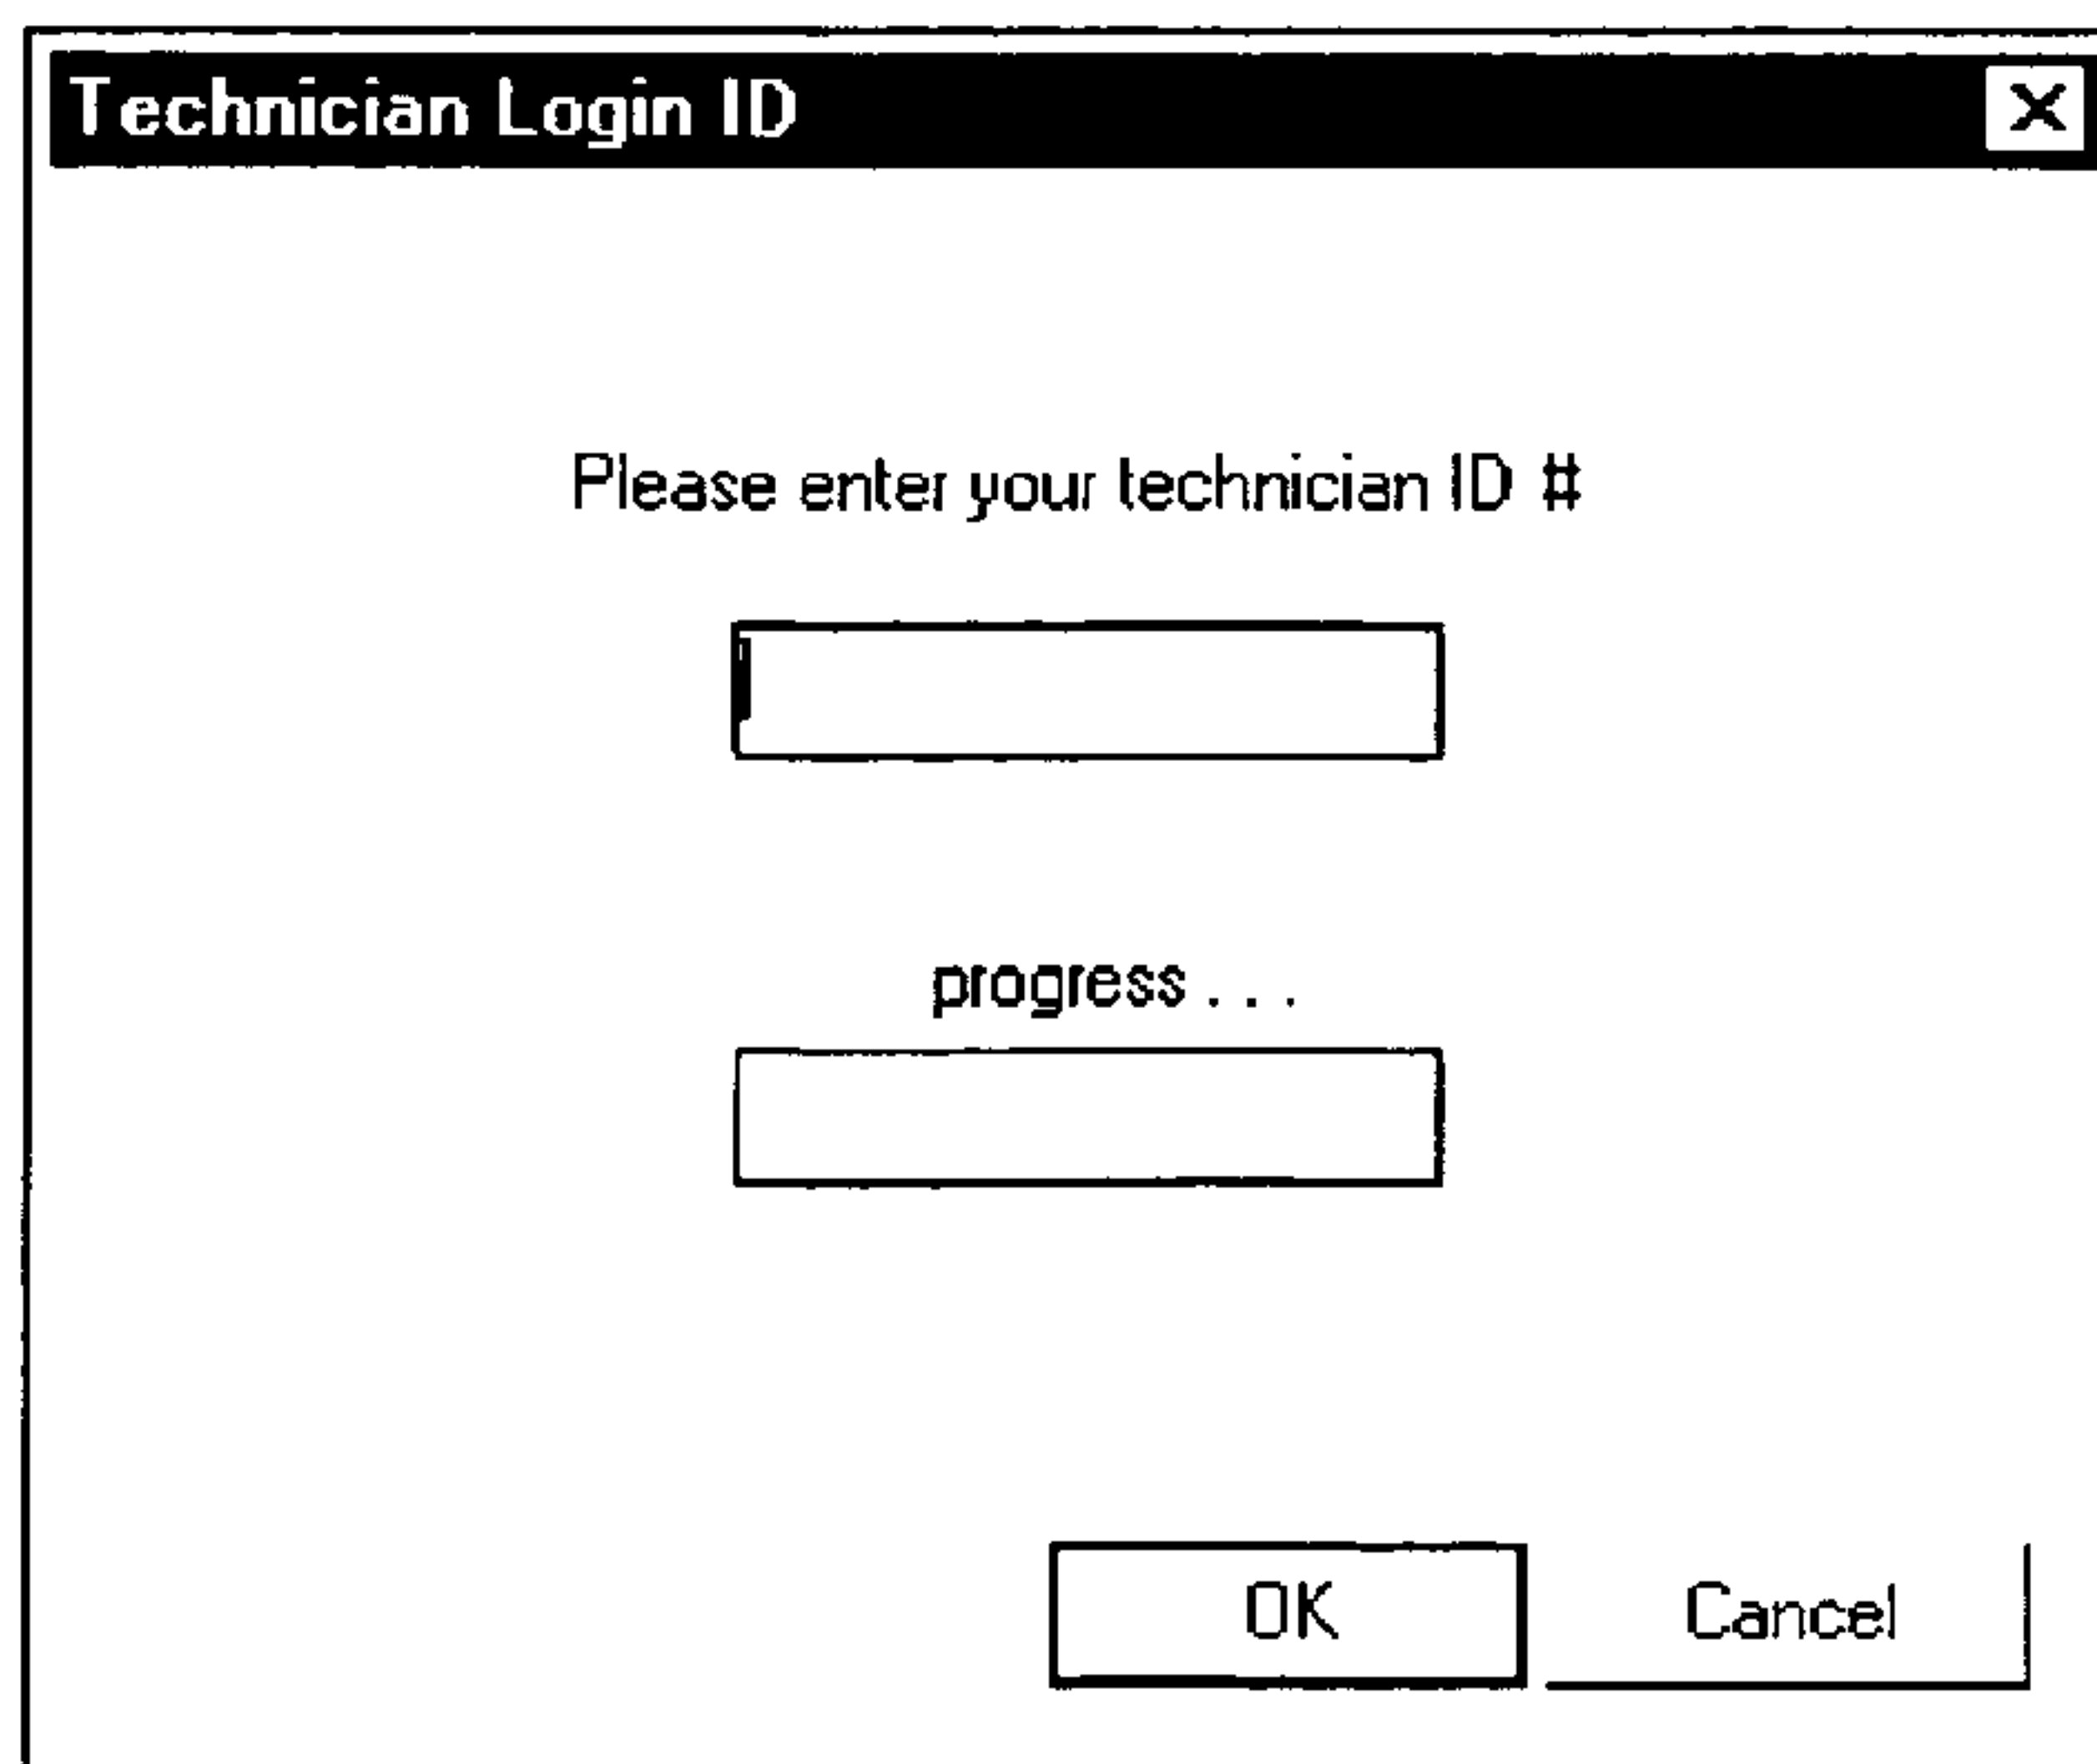 Technician Login ID
Please enter your technician ID #
progress . . .
OK Cancel